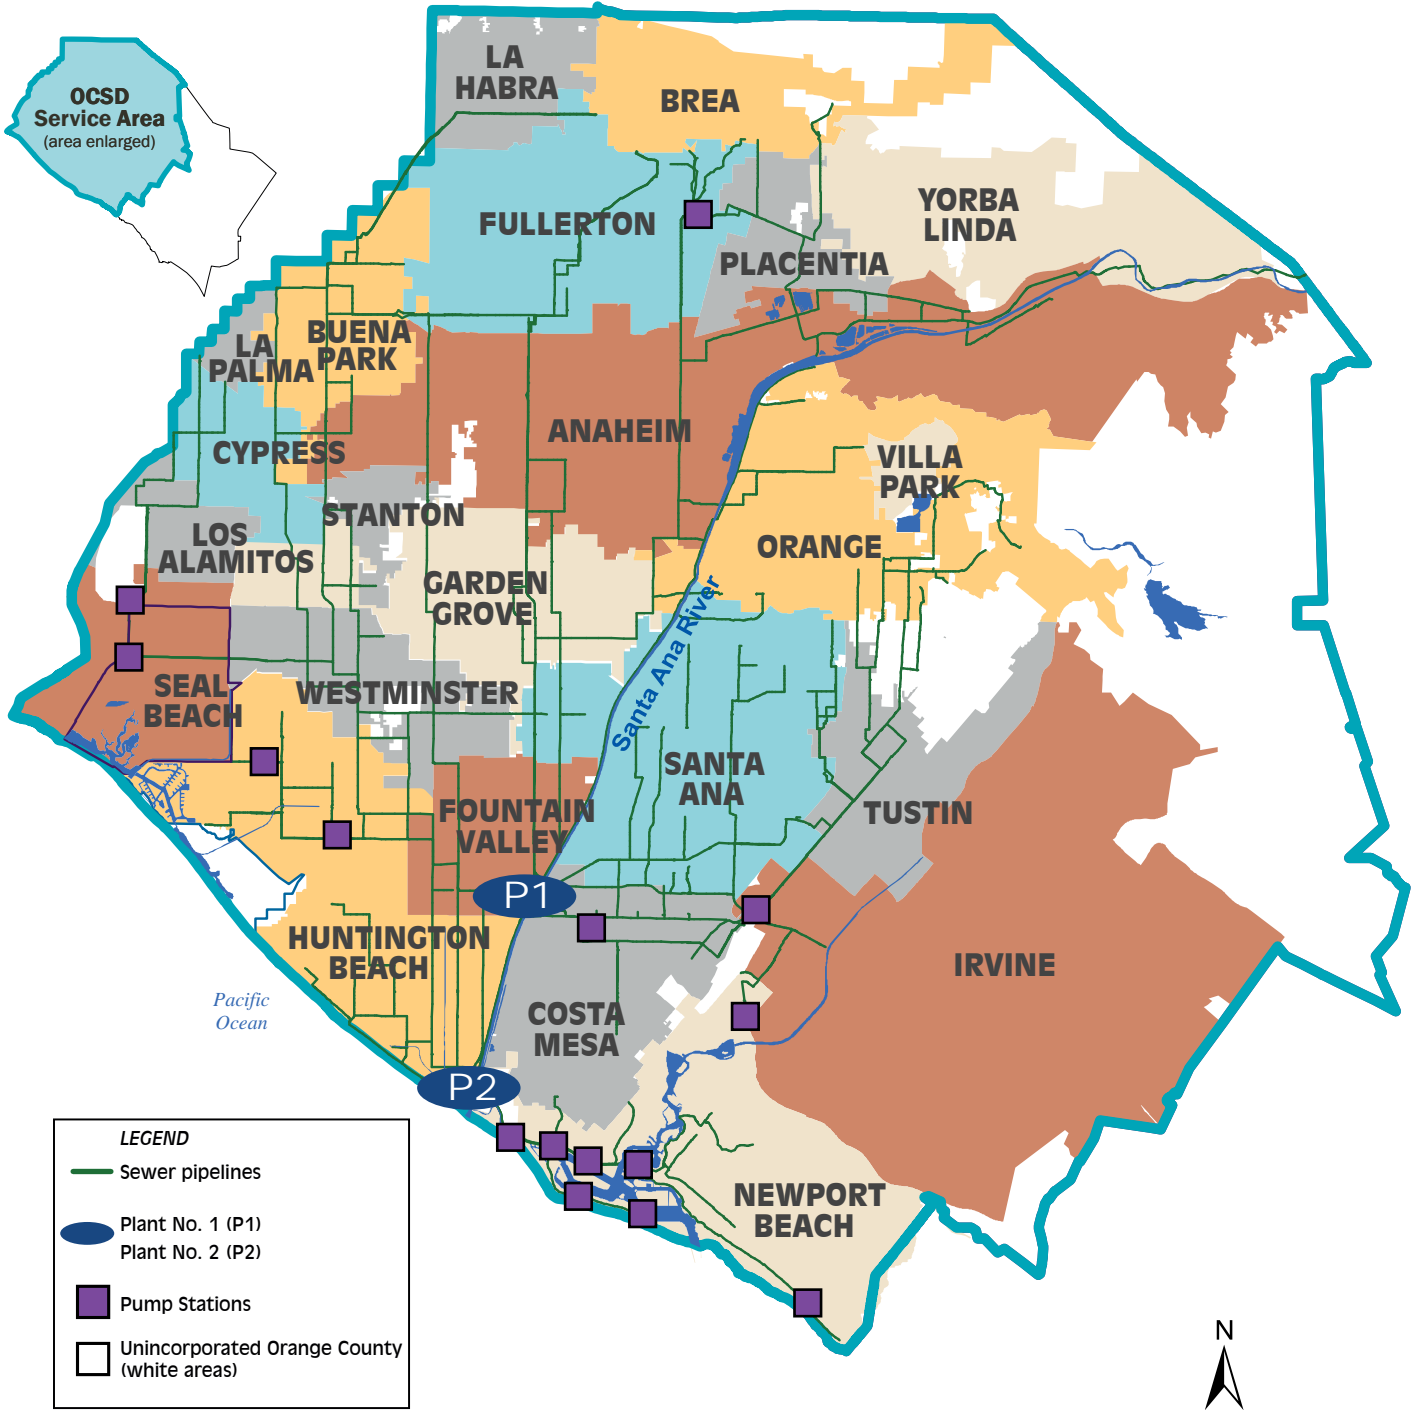 OCSD
Service Area
(area enlarged)
LA
HABRA
BREA
YORBA
LINDA
FULLERTON
PLACENTIA
BUENA
PARK
LA
PALMA
ANAHEIM
CYPRESS
VILLA
PARK
STANTON
LOS
ALAMITOS
ORANGE
GARDEN
GROVE
Santa Ana River
SEAL
BEACH
WESTMINSTER
SANTA
ANA
FOUNTAIN
VALLEY
TUSTIN
P1
HUNTINGTON
BEACH
IRVINE
Pacific
Ocean
COSTA
MESA
P2
NEWPORT
BEACH
LEGEND
Sewer pipelines
Plant No. 1 (P1)
Plant No. 2 (P2)
Pump Stations
Unincorporated Orange County
(white areas)
N